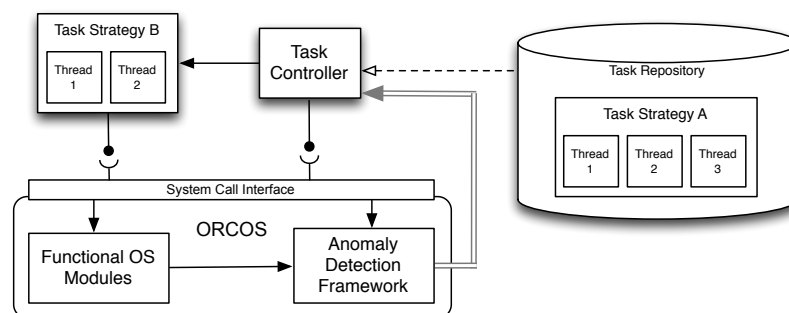 Task Strategy B
Thread
1
Thread
2
Task
Controller
Task Repository
Task Strategy A
Thread
1
Thread
2
Thread
3
System Call Interface
ORCOS
Functional OS
Modules
Anomaly
Detection
Framework